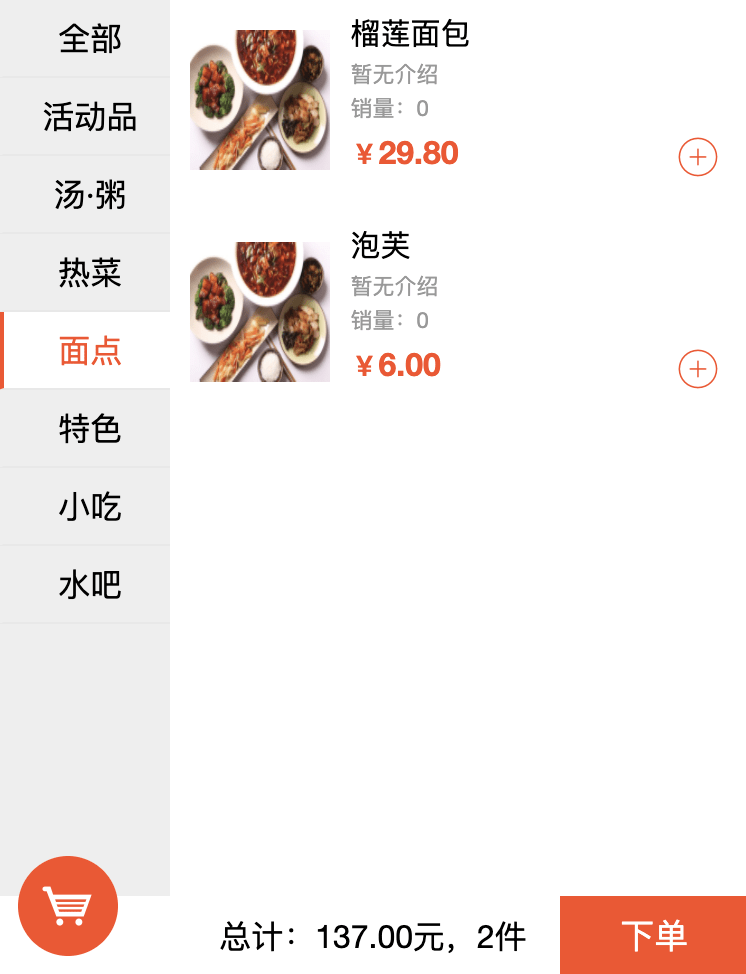 全部
活动品
汤·粥
热菜
面点
特色
小吃
水吧
榴莲面包
暂无介绍
销量：0
￥29.80
泡芙
暂无介绍
销量：0
￥6.00
总计：137.00元，2件
下单